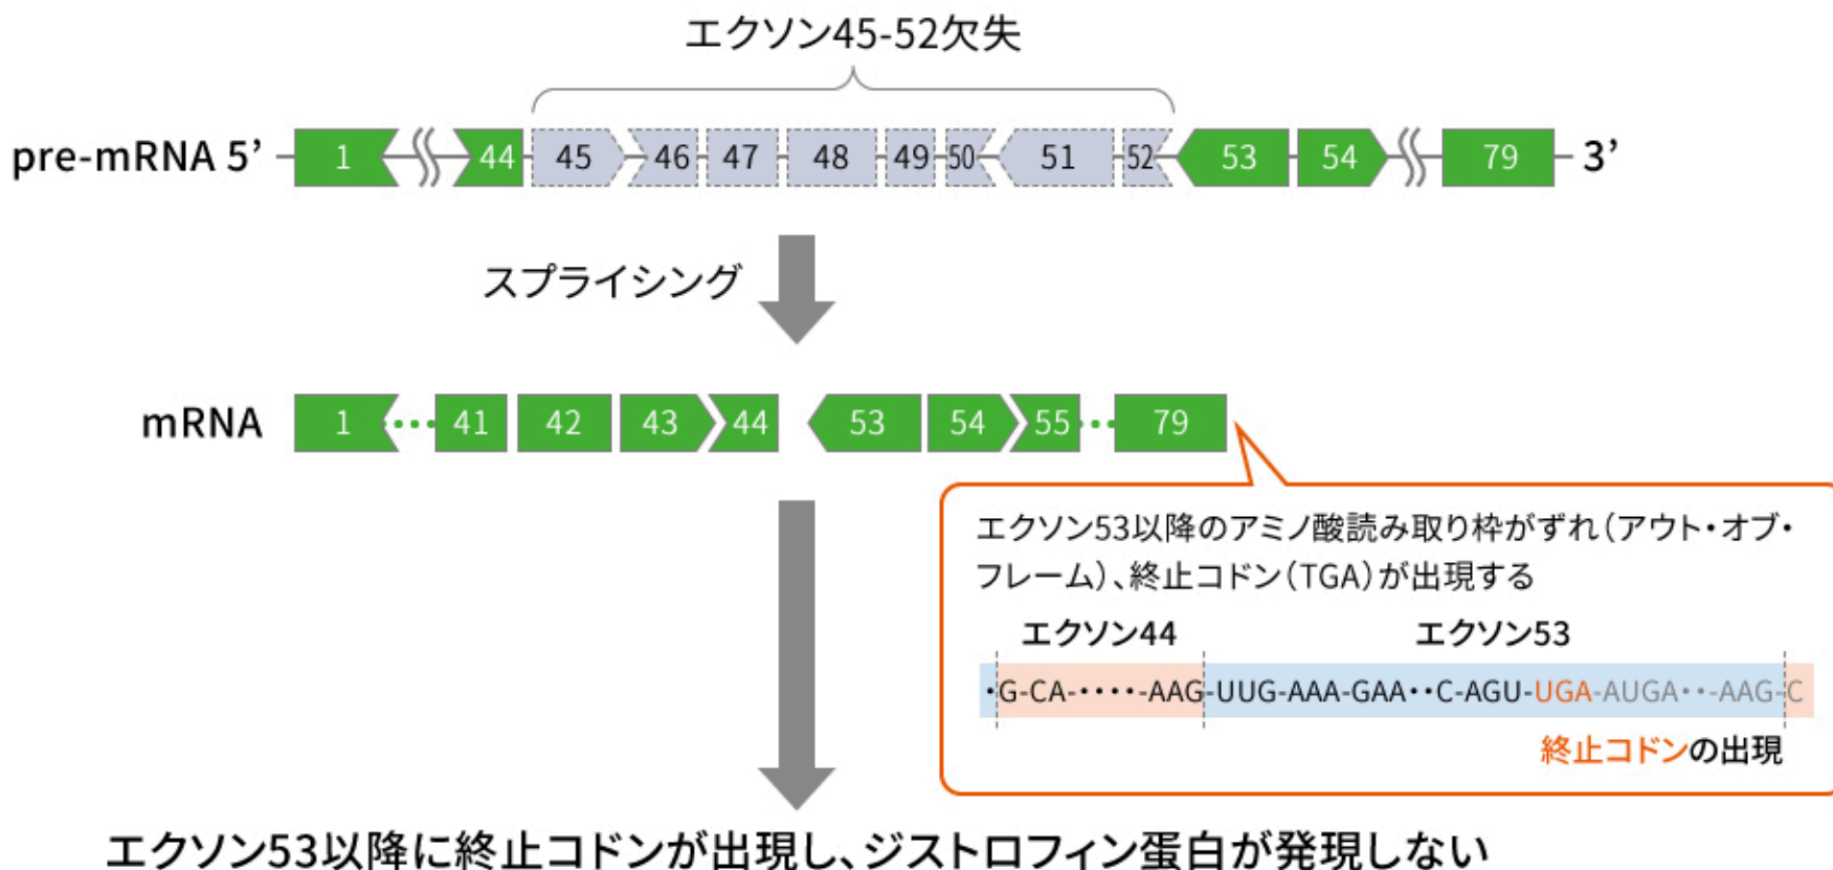 エクソン45-52欠失
pre-mRNA 5’ 1 44 45 46 47 48 49 50 51 52 53 54 79 3’
スプライシング
mRNA 1 41 42 43 44 53 54 55 79
エクソン53以降のアミノ酸読み取り枠がずれ(アウト・オブ・
フレーム)、終止コドン(TGA)が出現する
エクソン44 エクソン53
・G-CA-・・・・-AAG-UUG-AAA-GAA・・C-AGU-UGA-AUGA・・-AAG-C
終止コドンの出現
エクソン53以降に終止コドンが出現し、ジストロフィン蛋白が発現しない